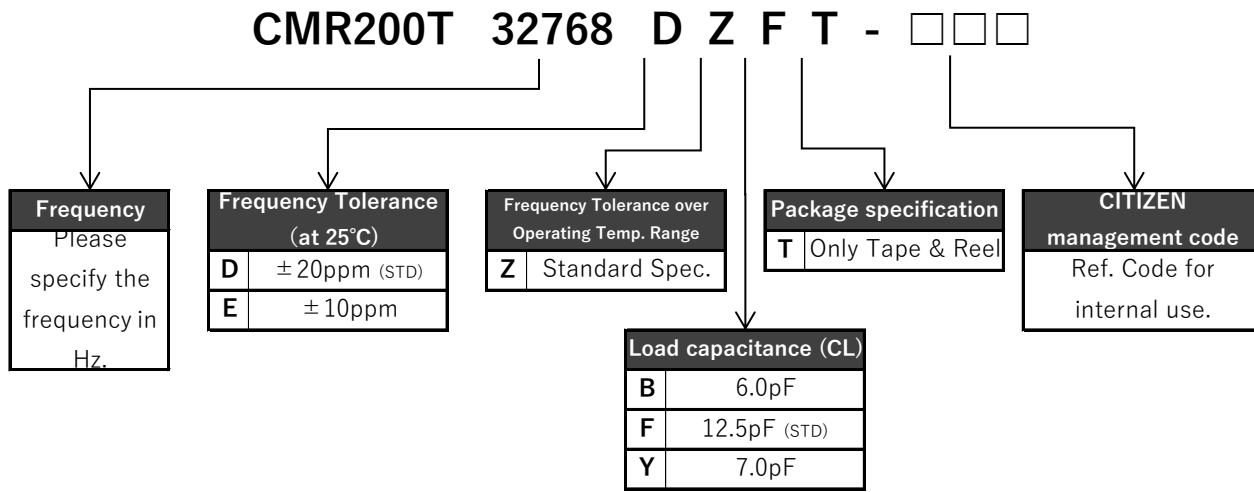 CMR200T 32768 D Z F T - □□□
Frequency
Please
specify the
frequency in
Hz.
Frequency Tolerance
(at 25℃)
D ±20ppm (STD)
E ±10ppm
Frequency Tolerance over
Operating Temp. Range
Z Standard Spec.
Package specification
T Only Tape & Reel
CITIZEN
management code
Ref. Code for
internal use.
Load capacitance (CL)
B 6.0pF
F 12.5pF (STD)
Y 7.0pF